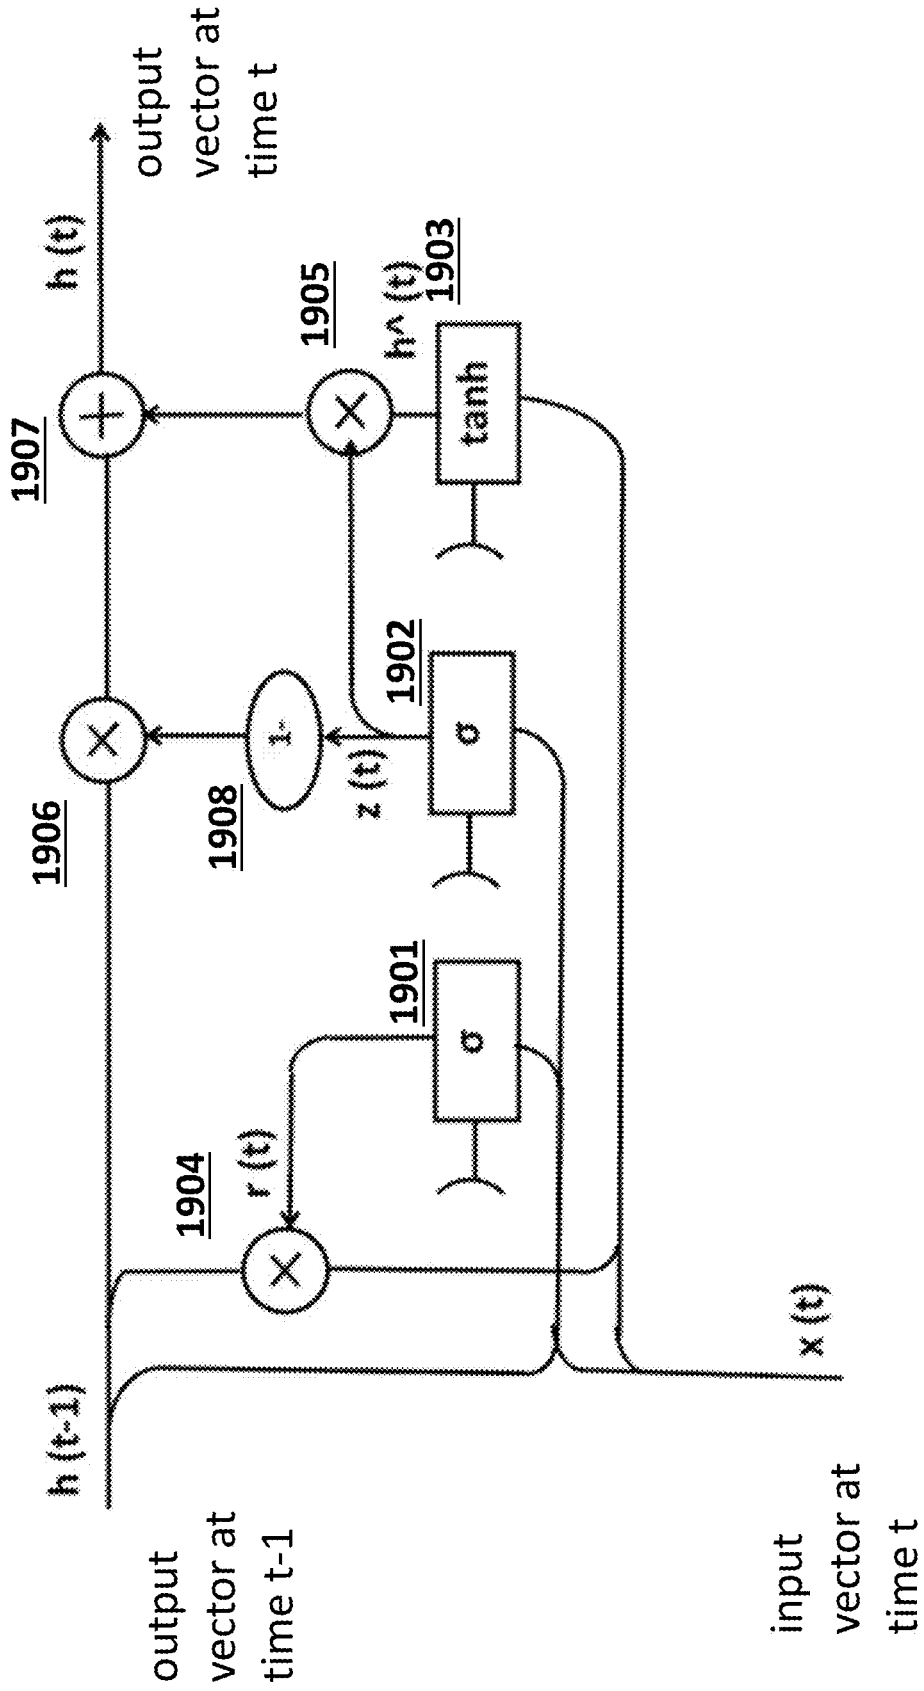 h (t-1)
output
vector at
time t-1
1906
×
1907
+
h (t)
output
vector at
time t
1904
×
r (t)
1908
1-
z (t)
1905
×
h^ (t)
1901
σ
1902
σ
1903
tanh
x (t)
input
vector at
time t